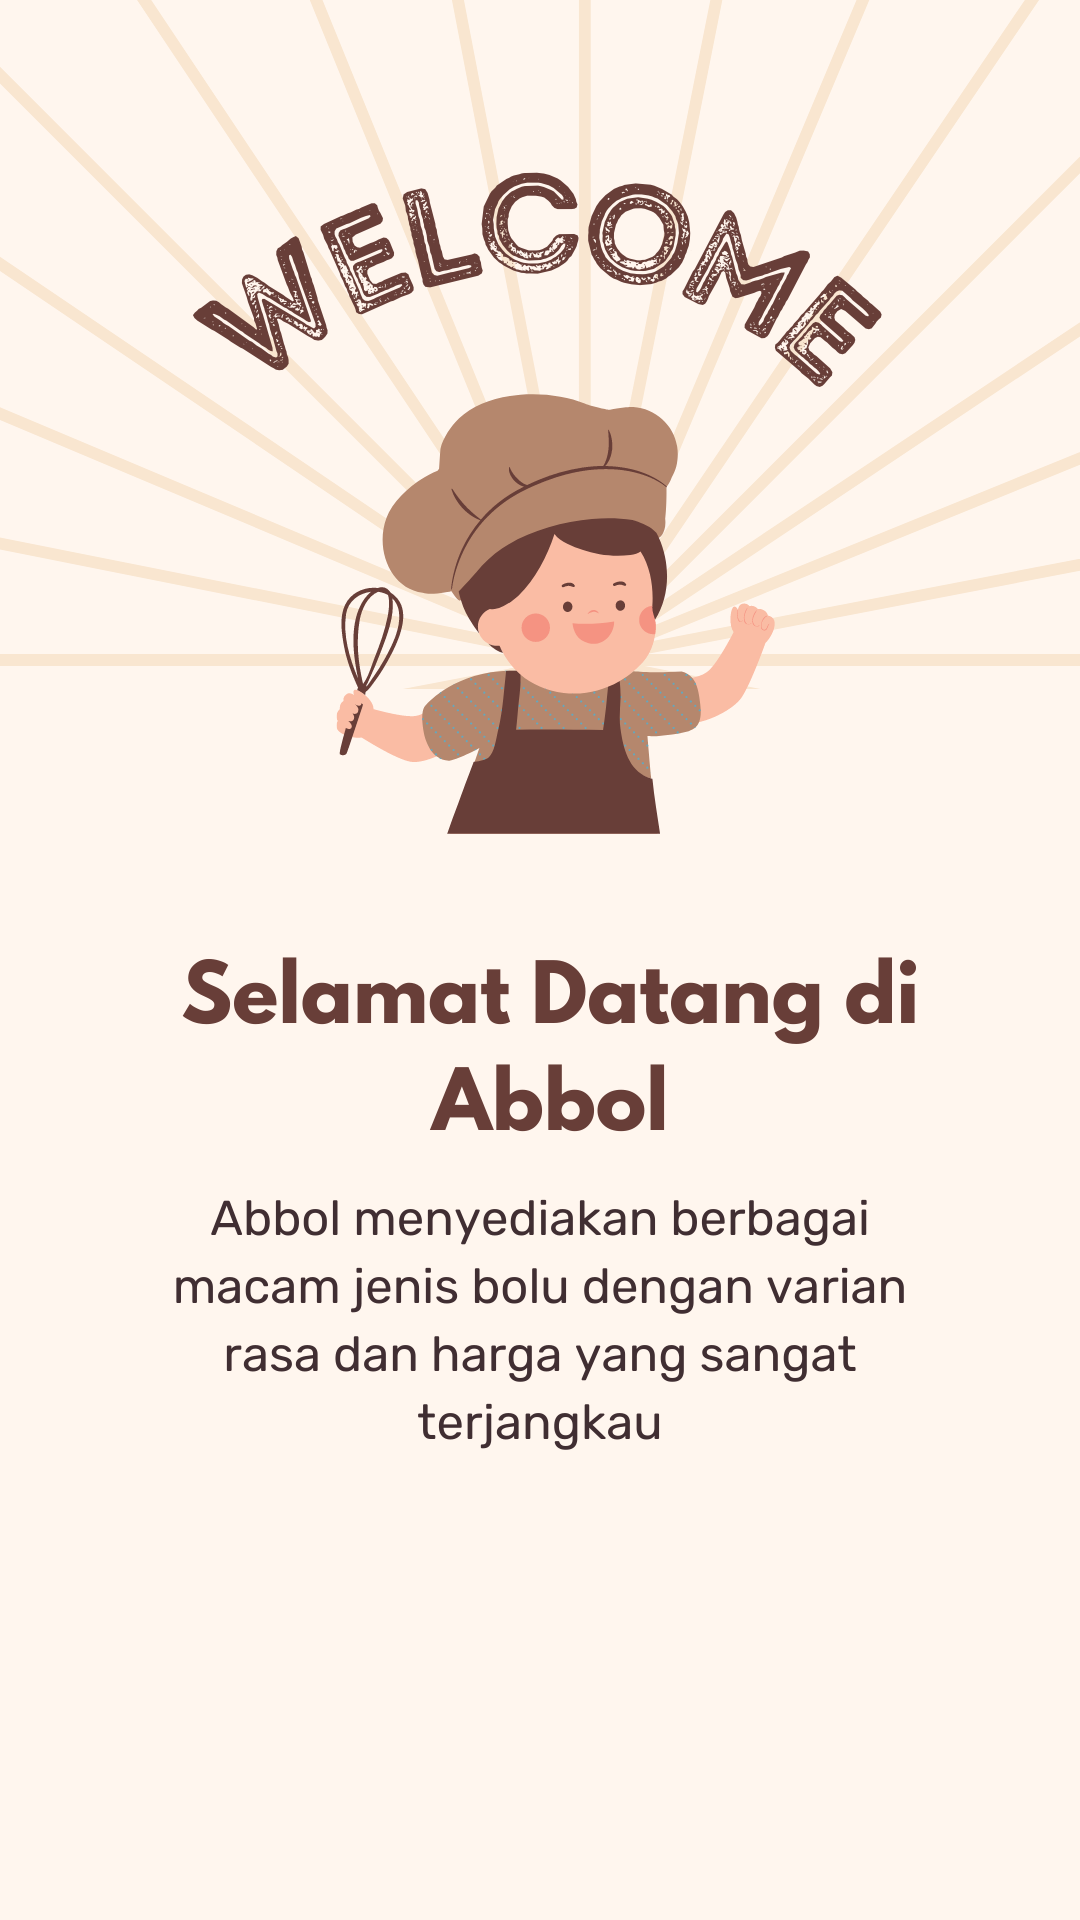 WELCOME
Selamat Datang di
Abbol
Abbol menyediakan berbagai
macam jenis bolu dengan varian
rasa dan harga yang sangat
terjangkau